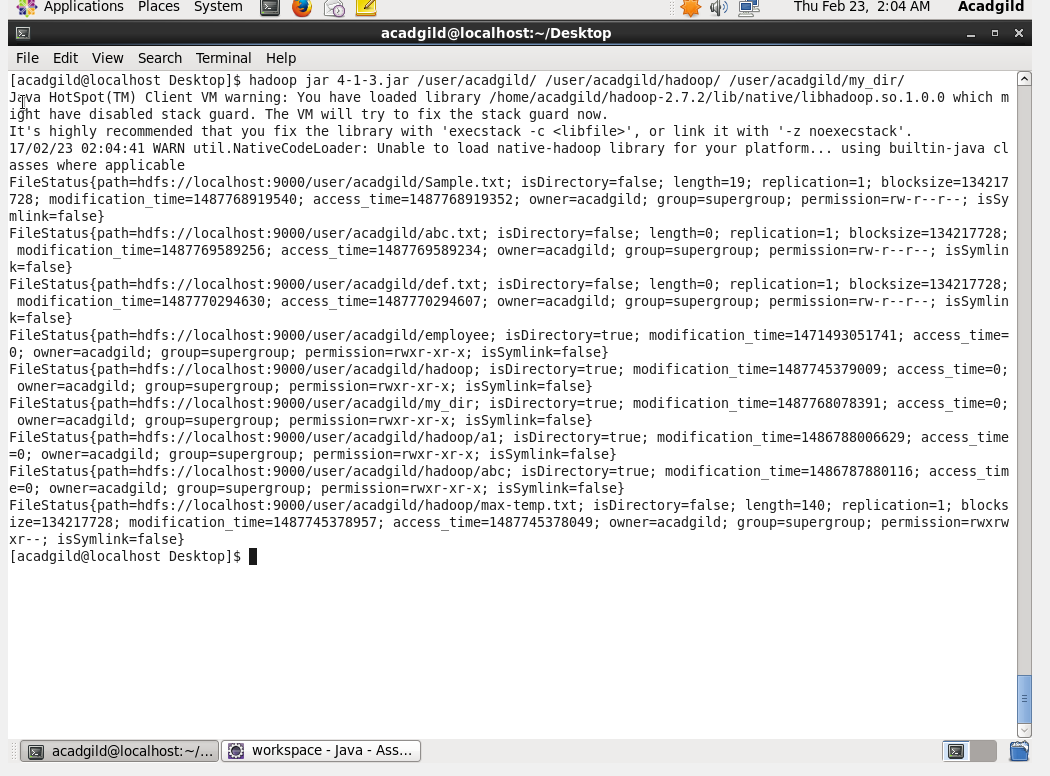 Applications Places System Thu Feb 23, 2:04 AM Acadgild
acadgild@localhost:~/Desktop
File Edit View Search Terminal Help
[acadgild@localhost Desktop]$ hadoop jar 4-1-3.jar /user/acadgild/ /user/acadgild/hadoop/ /user/acadgild/my_dir/
Java HotSpot(TM) Client VM warning: You have loaded library /home/acadgild/hadoop-2.7.2/lib/native/libhadoop.so.1.0.0 which m
ight have disabled stack guard. The VM will try to fix the stack guard now.
It's highly recommended that you fix the library with 'execstack -c <libfile>', or link it with '-z noexecstack'.
17/02/23 02:04:41 WARN util.NativeCodeLoader: Unable to load native-hadoop library for your platform... using builtin-java cl
asses where applicable
FileStatus{path=hdfs://localhost:9000/user/acadgild/Sample.txt; isDirectory=false; length=19; replication=1; blocksize=134217
728; modification_time=1487768919540; access_time=1487768919352; owner=acadgild; group=supergroup; permission=rw-r--r--; isSy
mlink=false}
FileStatus{path=hdfs://localhost:9000/user/acadgild/abc.txt; isDirectory=false; length=0; replication=1; blocksize=134217728;
modification_time=1487769589256; access_time=1487769589234; owner=acadgild; group=supergroup; permission=rw-r--r--; isSymlin
k=false}
FileStatus{path=hdfs://localhost:9000/user/acadgild/def.txt; isDirectory=false; length=0; replication=1; blocksize=134217728;
modification_time=1487770294630; access_time=1487770294607; owner=acadgild; group=supergroup; permission=rw-r--r--; isSymlin
k=false}
FileStatus{path=hdfs://localhost:9000/user/acadgild/employee; isDirectory=true; modification_time=1471493051741; access_time=
0; owner=acadgild; group=supergroup; permission=rwxr-xr-x; isSymlink=false}
FileStatus{path=hdfs://localhost:9000/user/acadgild/hadoop; isDirectory=true; modification_time=1487745379009; access_time=0;
owner=acadgild; group=supergroup; permission=rwxr-xr-x; isSymlink=false}
FileStatus{path=hdfs://localhost:9000/user/acadgild/my_dir; isDirectory=true; modification_time=1487768078391; access_time=0;
owner=acadgild; group=supergroup; permission=rwxr-xr-x; isSymlink=false}
FileStatus{path=hdfs://localhost:9000/user/acadgild/hadoop/a1; isDirectory=true; modification_time=1486788006629; access_time
=0; owner=acadgild; group=supergroup; permission=rwxr-xr-x; isSymlink=false}
FileStatus{path=hdfs://localhost:9000/user/acadgild/hadoop/abc; isDirectory=true; modification_time=1486787880116; access_tim
e=0; owner=acadgild; group=supergroup; permission=rwxr-xr-x; isSymlink=false}
FileStatus{path=hdfs://localhost:9000/user/acadgild/hadoop/max-temp.txt; isDirectory=false; length=140; replication=1; blocks
ize=134217728; modification_time=1487745378957; access_time=1487745378049; owner=acadgild; group=supergroup; permission=rwxrw
xr--; isSymlink=false}
[acadgild@localhost Desktop]$
acadgild@localhost:~/... workspace - Java - Ass...